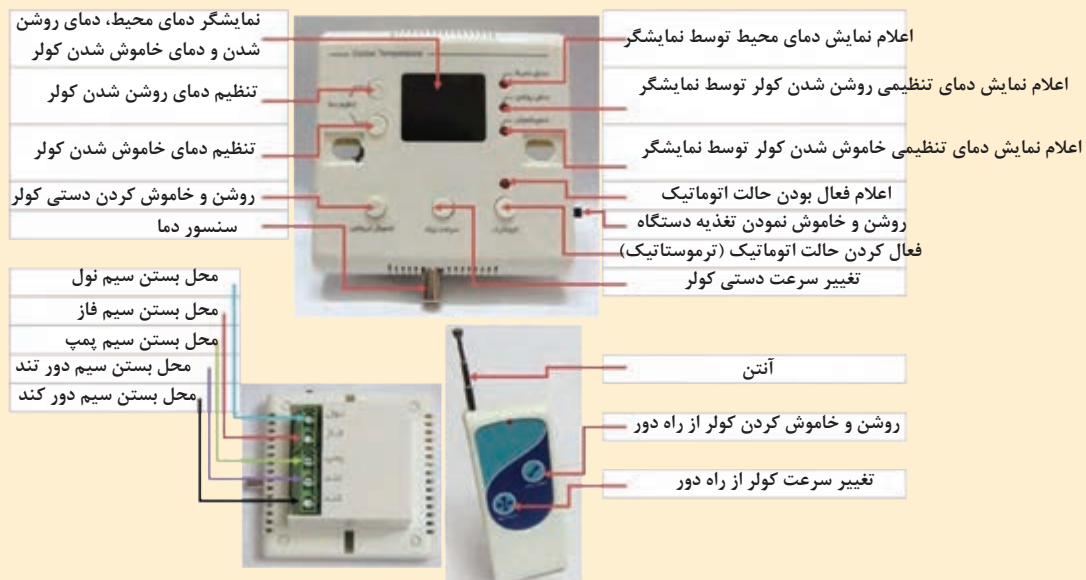 نمایشگر دمای محیط، دمای روشن
شدن و دمای خاموش شدن کولر
تنظیم دمای روشن شدن کولر
تنظیم دمای خاموش شدن کولر
روشن و خاموش کردن دستی کولر
سنسور دما
اعلام نمایش دمای محیط توسط نمایشگر
اعلام نمایش دمای تنظیمی روشن شدن کولر توسط نمایشگر
اعلام نمایش دمای تنظیمی خاموش شدن کولر توسط نمایشگر
اعلام فعال بودن حالت اتوماتیک
روشن و خاموش نمودن تغذیه دستگاه
فعال کردن حالت اتوماتیک (ترموستاتیک)
تغییر سرعت دستی کولر
محل بستن سیم نول
محل بستن سیم فاز
محل بستن سیم پمپ
محل بستن سیم دور تند
محل بستن سیم دور کند
نول
فاز
پمپ
تند
کند
آنتن
روشن و خاموش کردن کولر از راه دور
تغییر سرعت کولر از راه دور